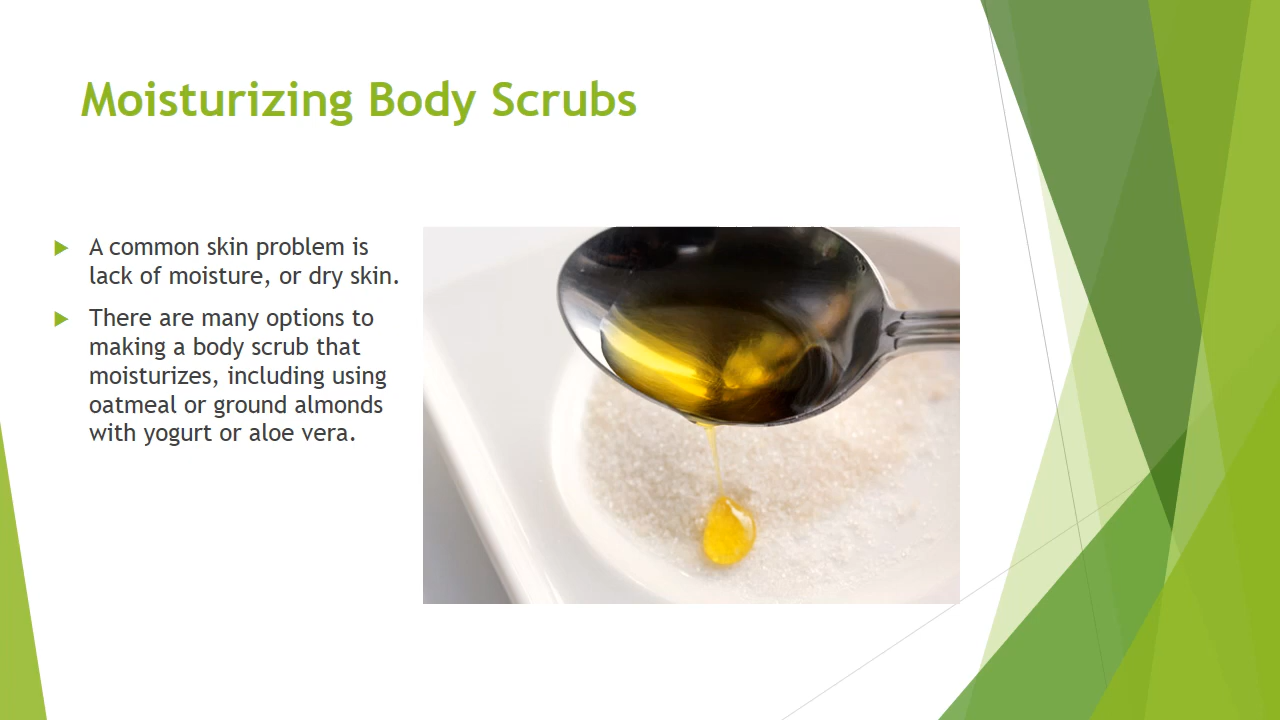 Moisturizing Body Scrubs
A common skin problem is
lack of moisture, or dry skin.
There are many options to
making a body scrub that
moisturizes, including using
oatmeal or ground almonds
with yogurt or aloe vera.